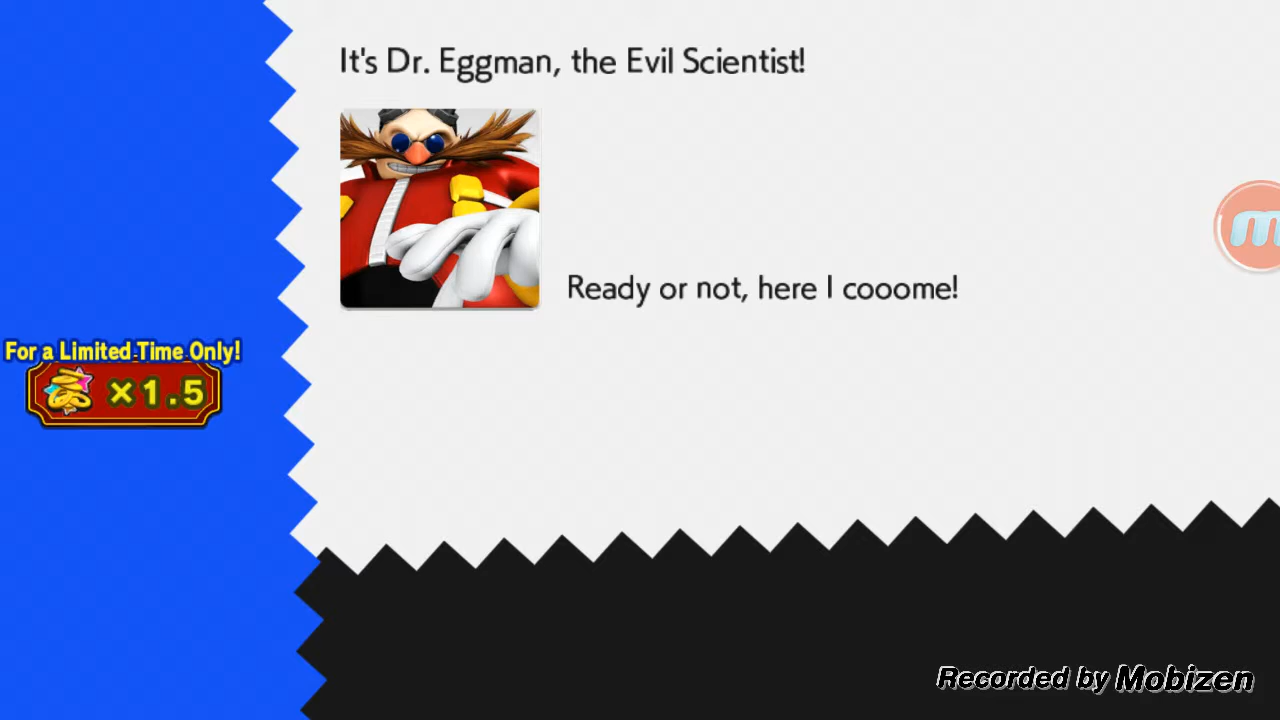 It's Dr. Eggman, the Evil Scientist!
Ready or not, here I cooome!
For a Limited Time Only!
×1.5
m
Recorded by Mobizen